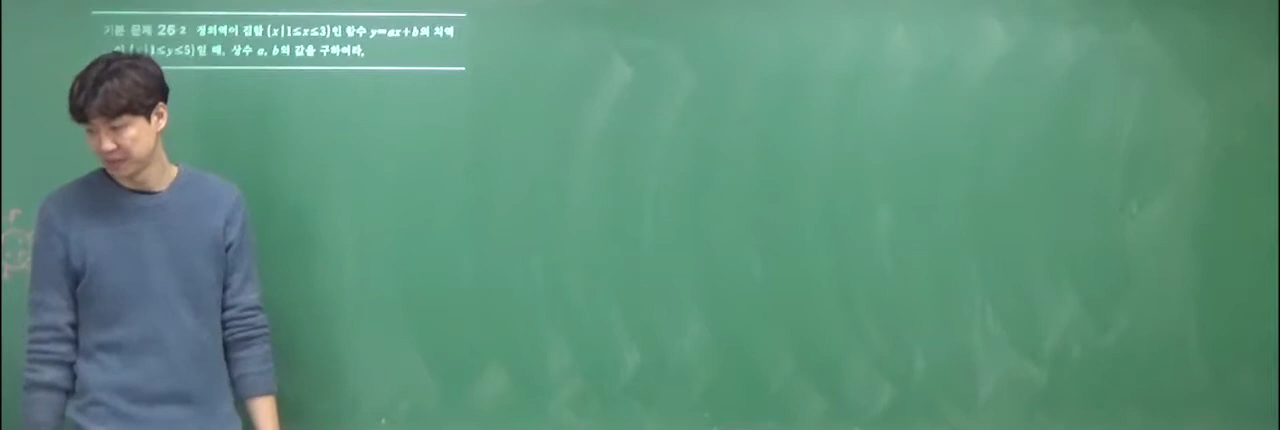 기본 문제 26-2 정의역이 집합 {x|1≤x≤3}인 함수 y=ax+b의 치역
1≤y≤5}일 때, 상수 a, b의 값을 구하여라.